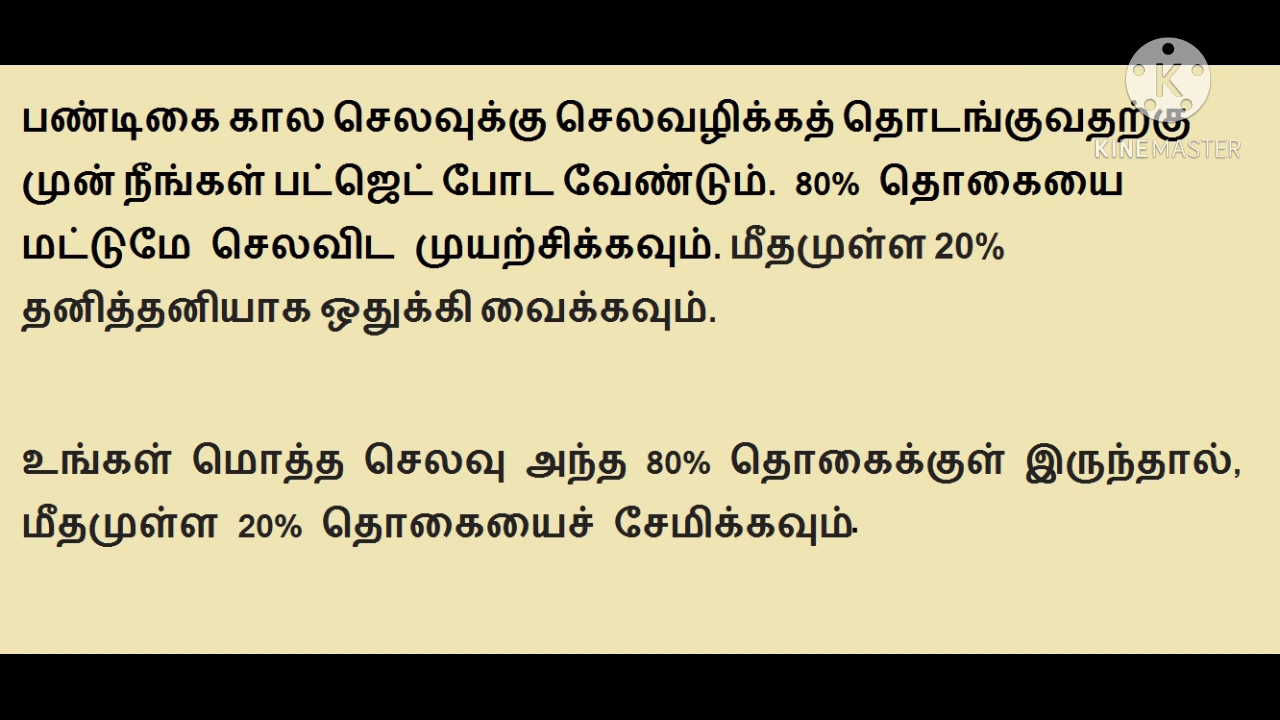 பண்டிகை கால செலவுக்கு செலவழிக்கத் தொடங்குவதற்கு
K
KINEMASTER
முன் நீங்கள் பட்ஜெட் போட வேண்டும். 80% தொகையை
மட்டுமே செலவிட முயற்சிக்கவும். மீதமுள்ள 20%
தனித்தனியாக ஒதுக்கி வைக்கவும்.
உங்கள் மொத்த செலவு அந்த 80% தொகைக்குள் இருந்தால்,
மீதமுள்ள 20% தொகையைச் சேமிக்கவும்.